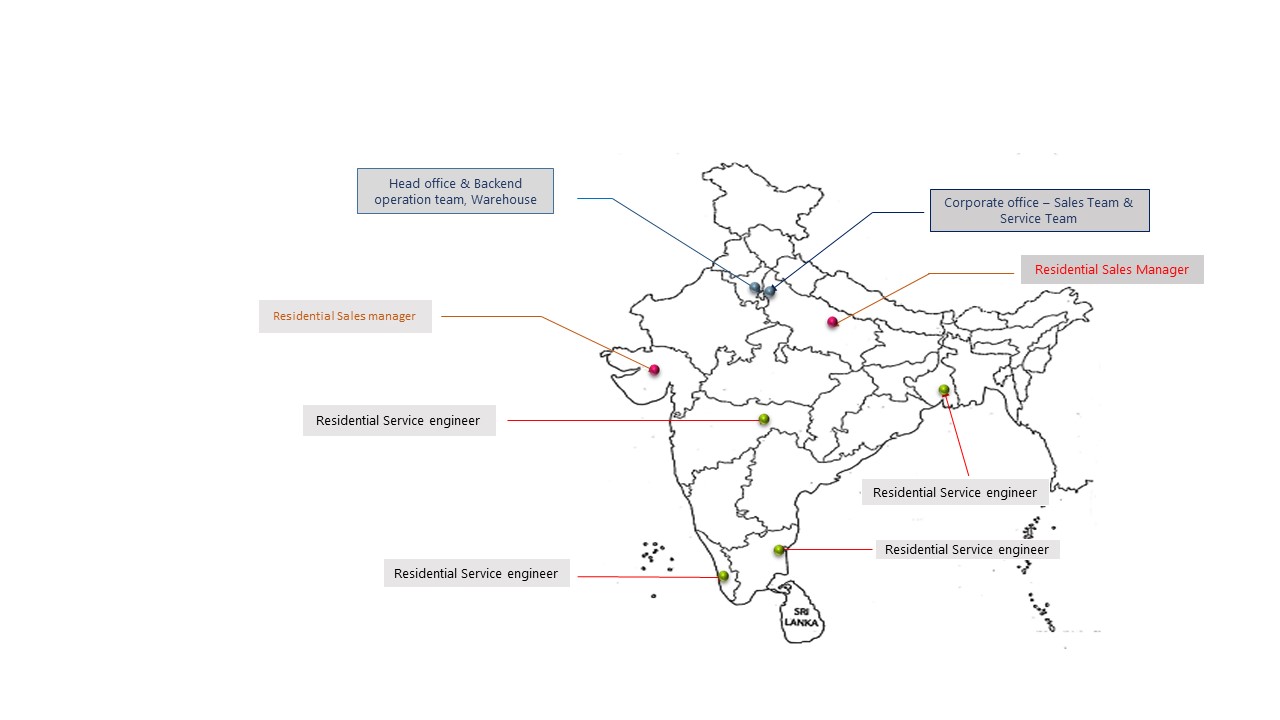 Head office & Backend
operation team, Warehouse
Corporate office – Sales Team &
Service Team
Residential Sales Manager
Residential Sales manager
Residential Service engineer
Residential Service engineer
Residential Service engineer
Residential Service engineer
SRI
LANKA